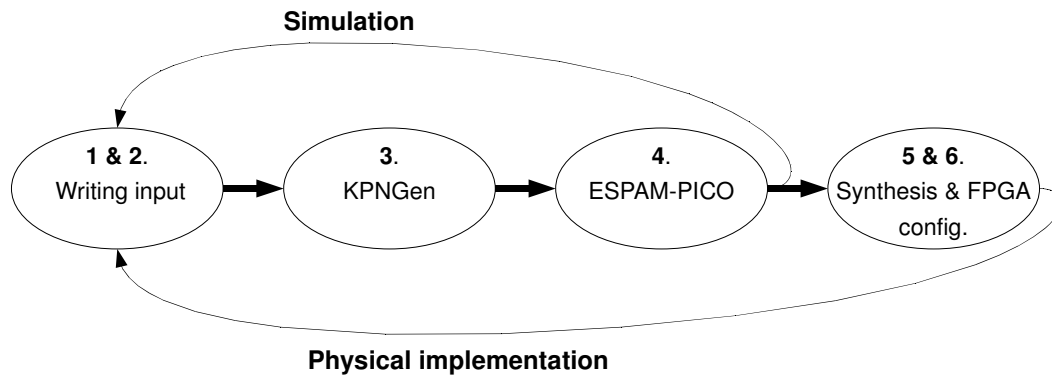 Simulation
1 & 2.
Writing input
3.
KPNGen
4.
ESPAM-PICO
5 & 6.
Synthesis & FPGA
config.
Physical implementation